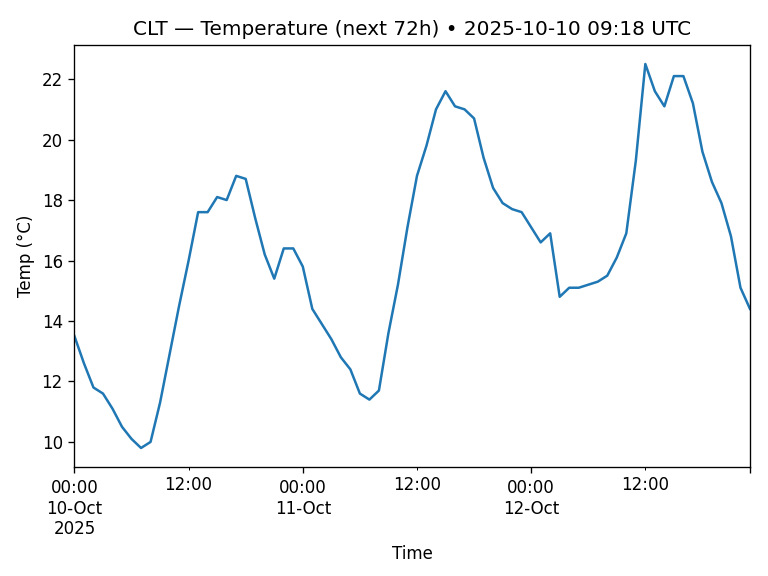 CLT — Temperature (next 72h) • 2025-10-10 09:18 UTC
Temp (°C)
22
20
18
16
14
12
10
00:00 12:00 00:00 12:00 00:00 12:00
10-Oct 11-Oct 12-Oct
2025
Time